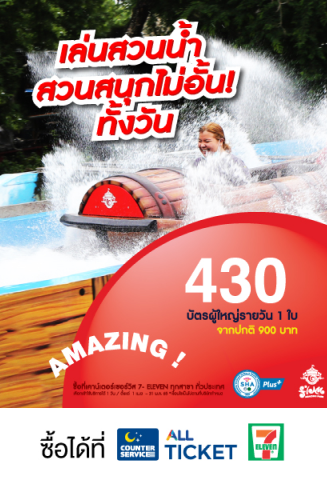 เล่นสวนน้ำ
สวนสนุกไม่อั้น!
ทั้งวัน
430
บัตรผู้ใหญ่รายวัน 1 ใบ
จากปกติ 900 บาท
AMAZING !
ซื้อที่เคาน์เตอร์เซอร์วิส 7- ELEVEN ทุกสาขา ทั่วประเทศ
SHA Plus+
ซื้อได้ที่
COUNTER SERVICE
ALL TICKET
7 ELEVEN